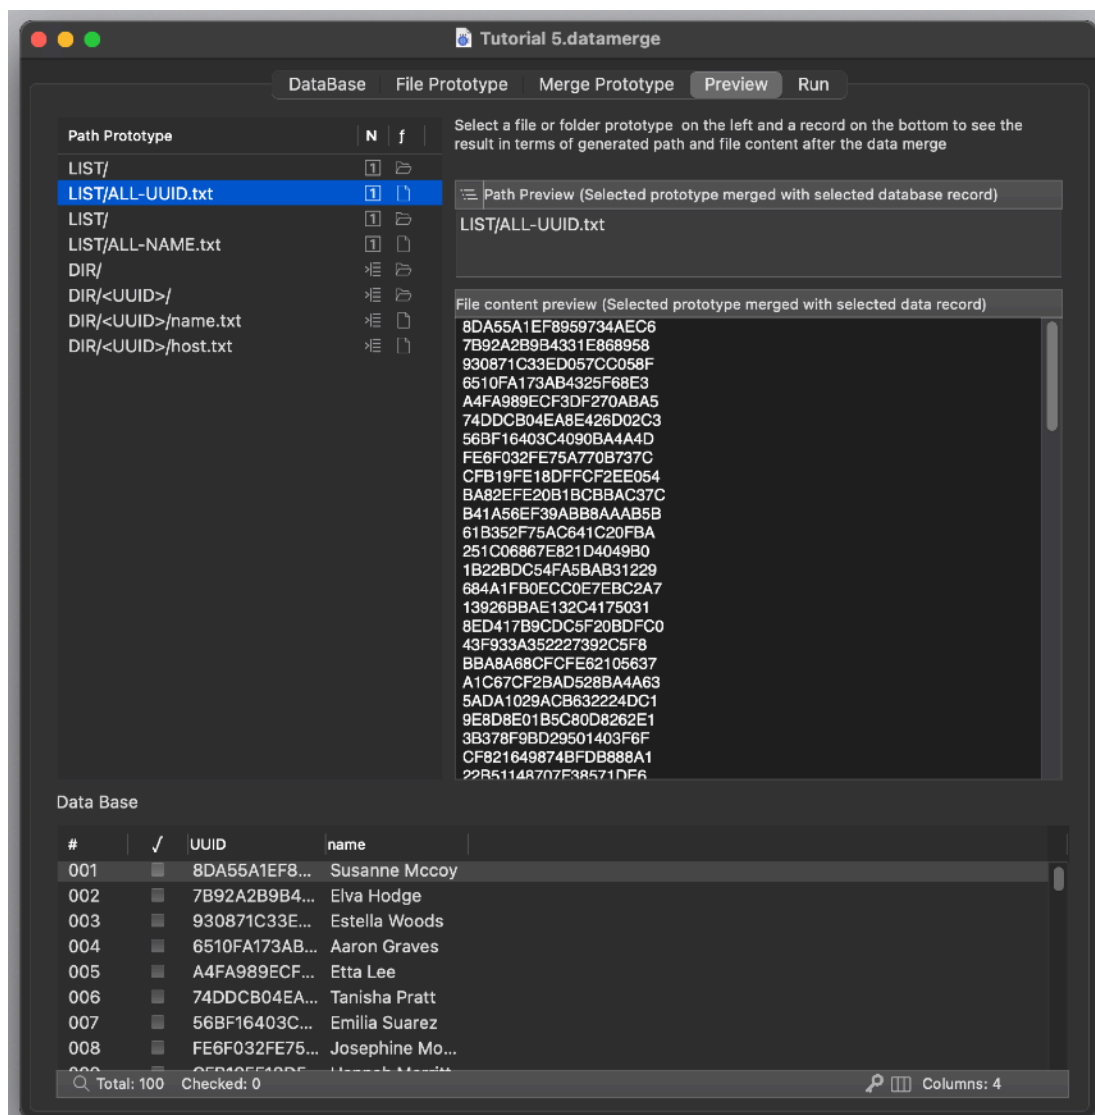 Tutorial 5.datamerge
DataBase File Prototype Merge Prototype Preview Run
Path Prototype N f
LIST/ 1
LIST/ALL-UUID.txt 1
LIST/ 1
LIST/ALL-NAME.txt 1
DIR/
DIR/<UUID>/
DIR/<UUID>/name.txt
DIR/<UUID>/host.txt
Select a file or folder prototype on the left and a record on the bottom to see the
result in terms of generated path and file content after the data merge
Path Preview (Selected prototype merged with selected database record)
LIST/ALL-UUID.txt
File content preview (Selected prototype merged with selected data record)
8DA55A1EF8959734AEC6
7B92A2B9B4331E868958
930871C33ED057CC058F
6510FA173AB4325F68E3
A4FA989ECF3DF270ABA5
74DDCB04EA8E426D02C3
56BF16403C4090BA4A4D
FE6F032FE75A770B737C
CFB19FE18DFFCF2EE054
BA82EFE20B1BCBBAC37C
B41A56EF39ABB8AAAB5B
61B352F75AC641C20FBA
251C06867E821D4049B0
1B22BDC54FA5BAB31229
684A1FB0ECC0E7EBC2A7
13926BBAE132C4175031
8ED417B9CDC5F20BDFC0
43F933A352227392C5F8
BBA8A68CFCFE62105637
A1C67CF2BAD528BA4A63
5ADA1029ACB632224DC1
9E8D8E01B5C80D8262E1
3B378F9BD29501403F6F
CF821649874BFDB888A1
22B51148707F38571DE6
Data Base
# √ UUID name
001 8DA55A1EF8... Susanne Mccoy
002 7B92A2B9B4... Elva Hodge
003 930871C33E... Estella Woods
004 6510FA173AB... Aaron Graves
005 A4FA989ECF... Etta Lee
006 74DDCB04EA... Tanisha Pratt
007 56BF16403C... Emilia Suarez
008 FE6F032FE75... Josephine Mo...
Total: 100 Checked: 0 Columns: 4